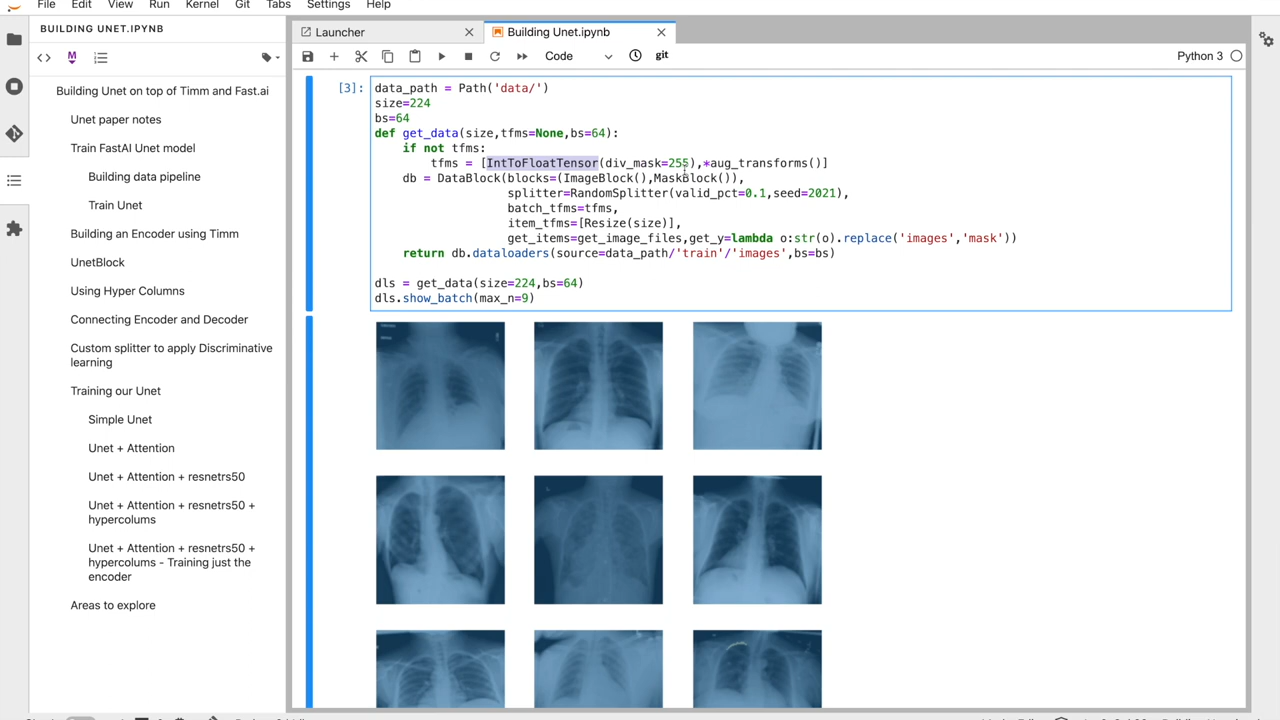 File Edit View Run Kernel Git Tabs Settings Help
BUILDING UNET.IPYNB
Launcher
Building Unet.ipynb
Code
git
Python 3
Building Unet on top of Timm and Fast.ai
Unet paper notes
Train FastAI Unet model
Building data pipeline
Train Unet
Building an Encoder using Timm
UnetBlock
Using Hyper Columns
Connecting Encoder and Decoder
Custom splitter to apply Discriminative
learning
Training our Unet
Simple Unet
Unet + Attention
Unet + Attention + resnetrs50
Unet + Attention + resnetrs50 +
hypercolums
Unet + Attention + resnetrs50 +
hypercolums - Training just the
encoder
Areas to explore
[3]:
data_path = Path('data/')
size=224
bs=64
def get_data(size,tfms=None,bs=64):
if not tfms:
tfms = [IntToFloatTensor(div_mask=255),*aug_transforms()]
db = DataBlock(blocks=(ImageBlock(),MaskBlock()),
splitter=RandomSplitter(valid_pct=0.1,seed=2021),
batch_tfms=tfms,
item_tfms=[Resize(size)],
get_items=get_image_files,get_y=lambda o:str(o).replace('images','mask'))
return db.dataloaders(source=data_path/'train'/'images',bs=bs)
dls = get_data(size=224,bs=64)
dls.show_batch(max_n=9)